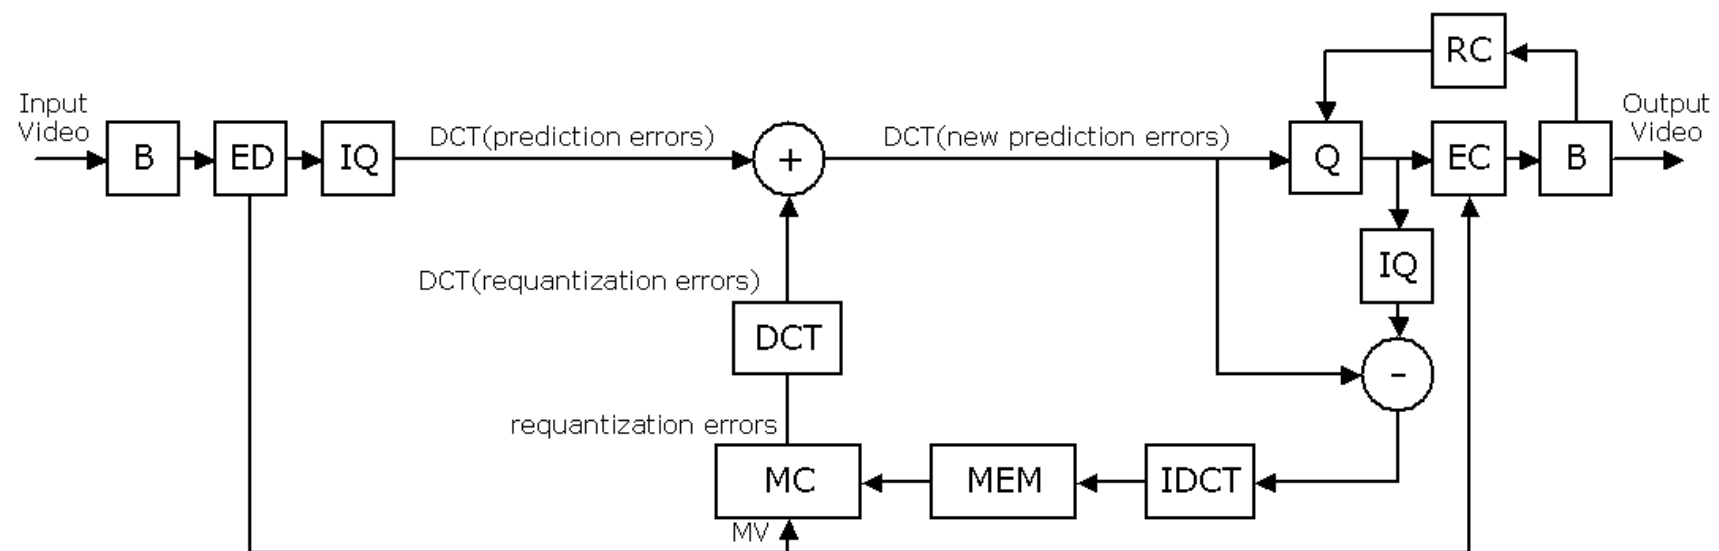 RC
Input
Video
Output
Video
DCT(prediction errors)
DCT(new prediction errors)
B
ED
IQ
+
Q
EC
B
IQ
DCT(requantization errors)
DCT
-
requantization errors
MC
MEM
IDCT
MV